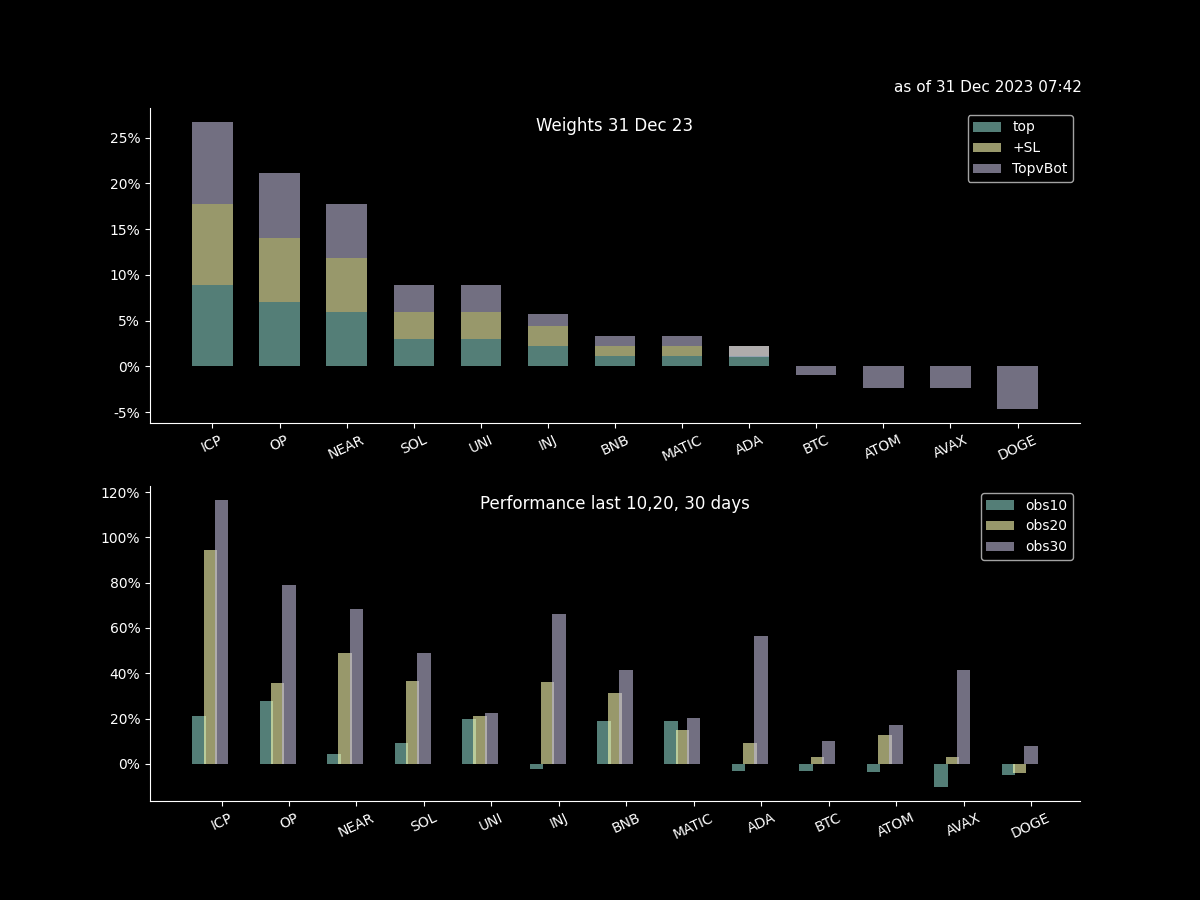 as of 31 Dec 2023 07:42
Weights 31 Dec 23
top
+SL
TopvBot
25%
20%
15%
10%
5%
0%
-5%
ICP OP NEAR SOL UNI INJ BNB MATIC ADA BTC ATOM AVAX DOGE
Performance last 10,20, 30 days
obs10
obs20
obs30
120%
100%
80%
60%
40%
20%
0%
ICP OP NEAR SOL UNI INJ BNB MATIC ADA BTC ATOM AVAX DOGE